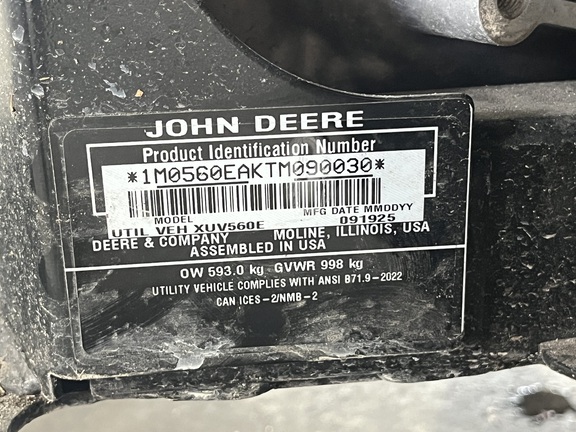 JOHN DEERE
Product Identification Number
*1M0560EAKTM090030*
MODEL MFG DATE MMDDYY
UTIL VEH XUV560E 091925
DEERE & COMPANY MOLINE, ILLINOIS, USA
ASSEMBLED IN USA
OW 593.0 kg GVWR 998 kg
UTILITY VEHICLE COMPLIES WITH ANSI B71.9-2022
CAN ICES-2/NMB-2